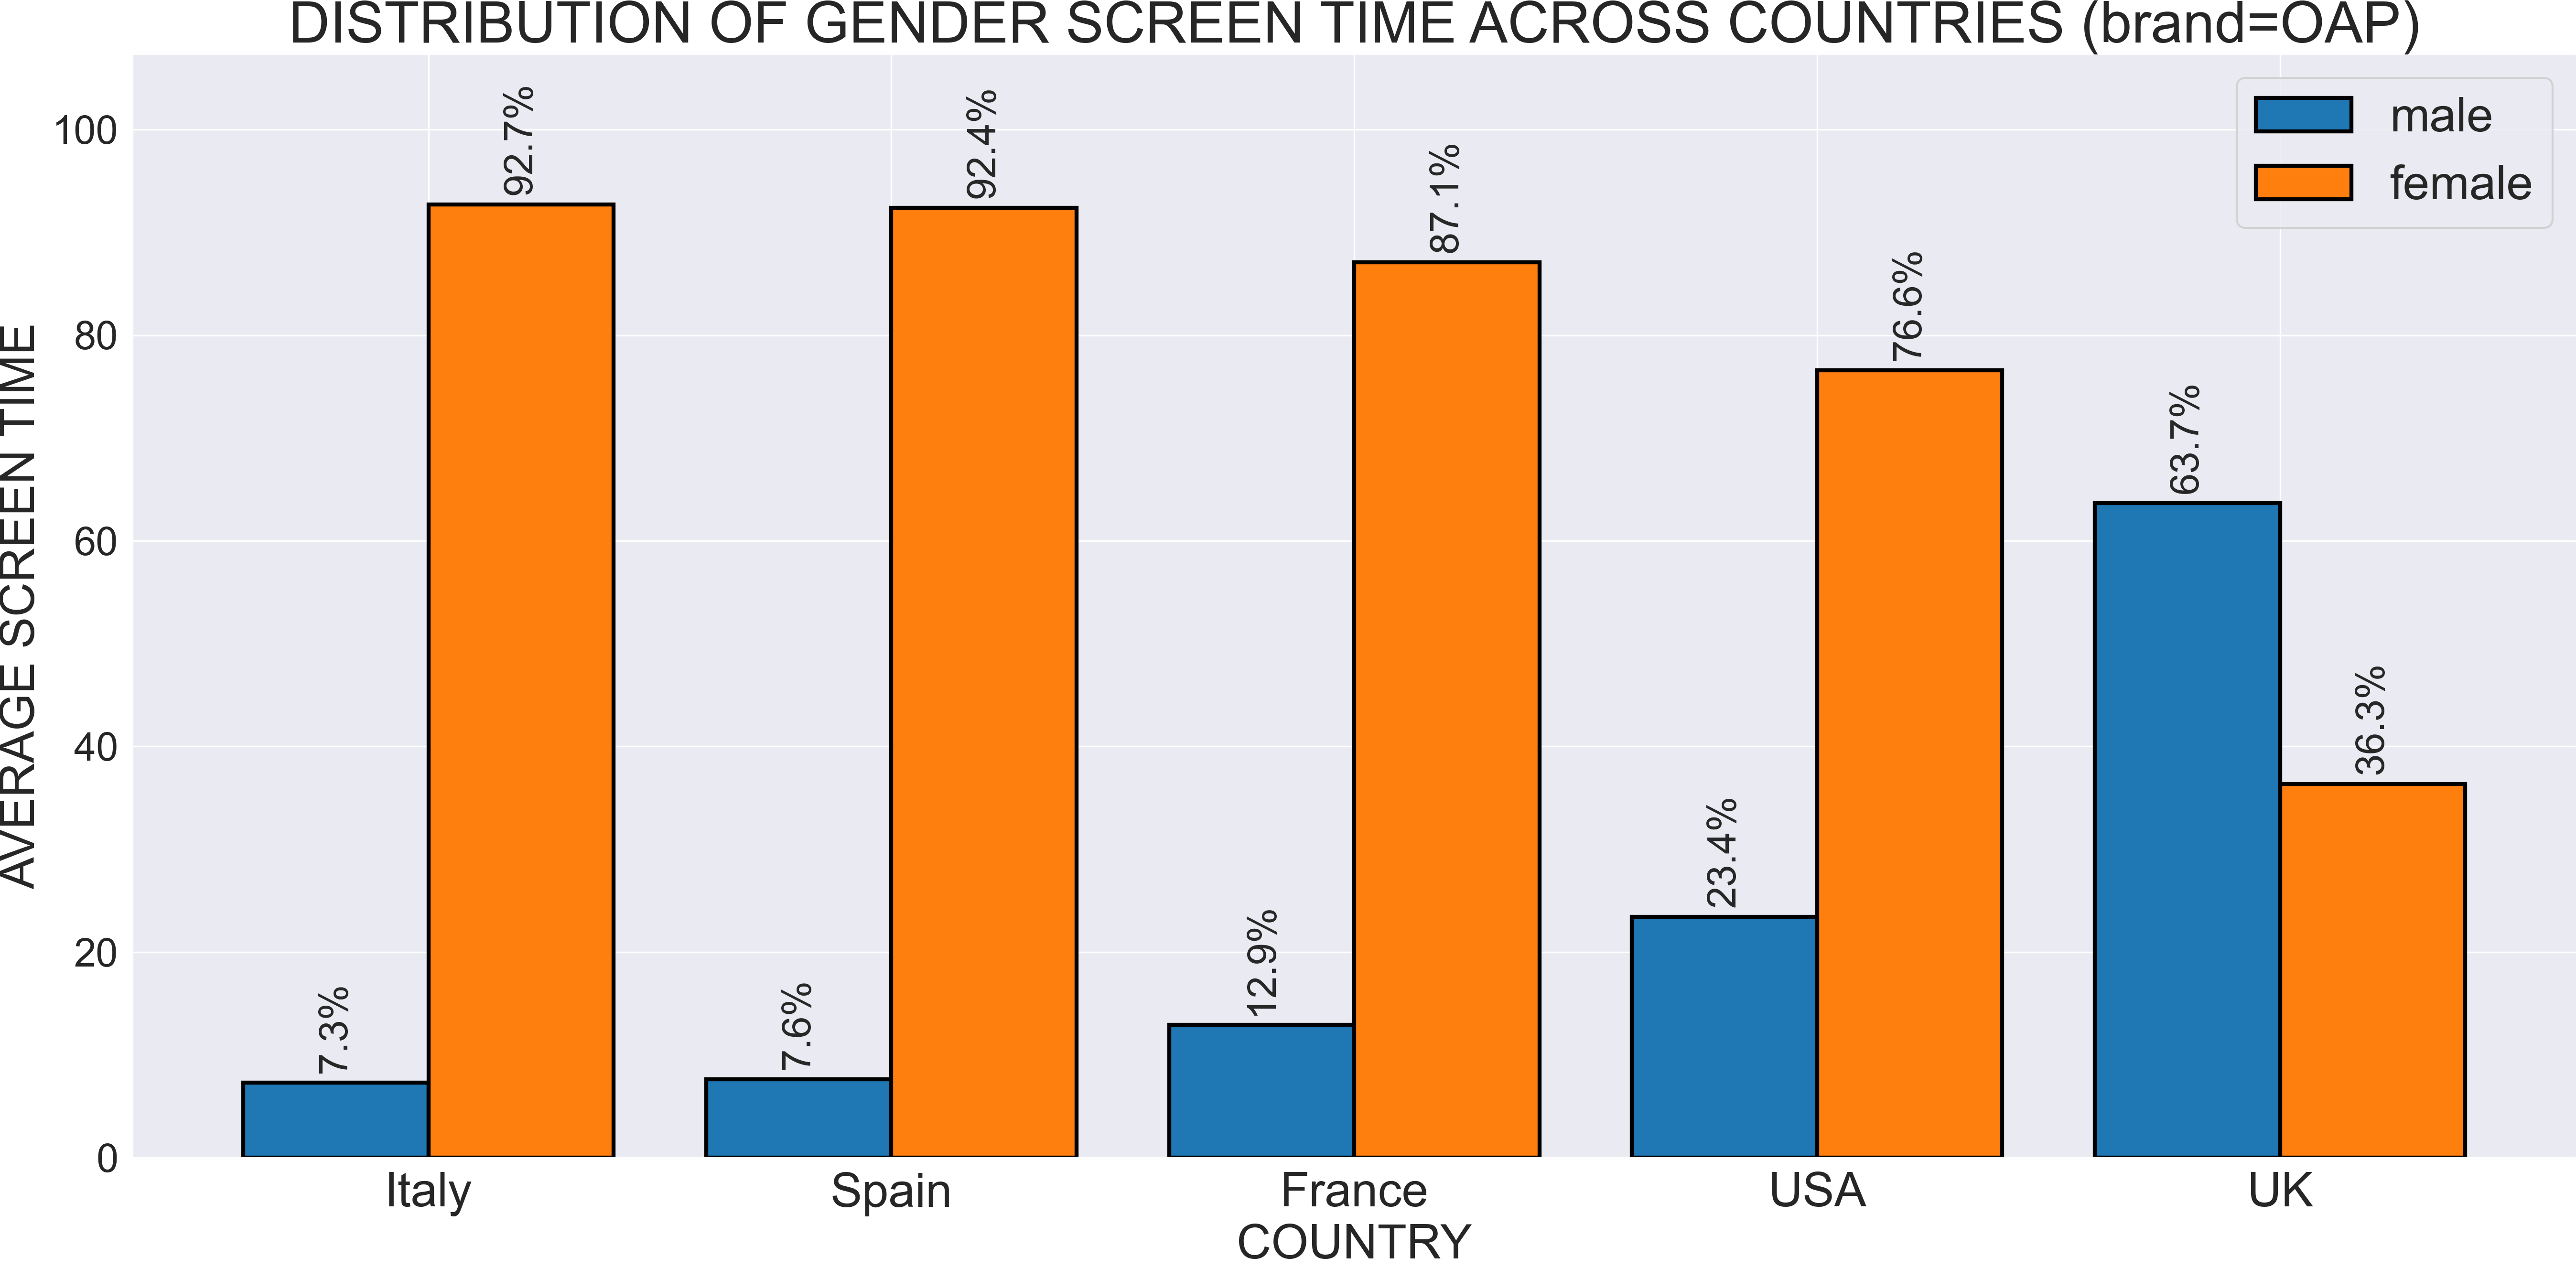 DISTRIBUTION OF GENDER SCREEN TIME ACROSS COUNTRIES (brand=OAP)
male
female
AVERAGE SCREEN TIME
100
80
60
40
20
0
7.3%
92.7%
7.6%
92.4%
12.9%
87.1%
23.4%
76.6%
63.7%
36.3%
Italy
Spain
France
USA
UK
COUNTRY